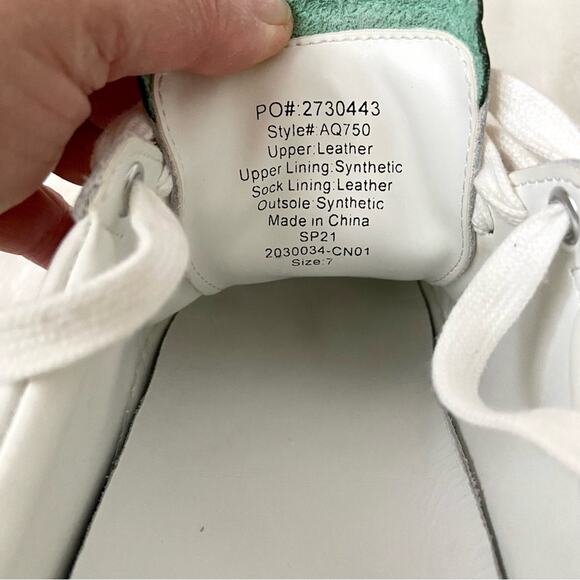 PO#:2730443
Style#:AQ750
Upper:Leather
Upper Lining:Synthetic
Sock Lining:Leather
Outsole:Synthetic
Made in China
SP21
2030034-CN01
Size:7